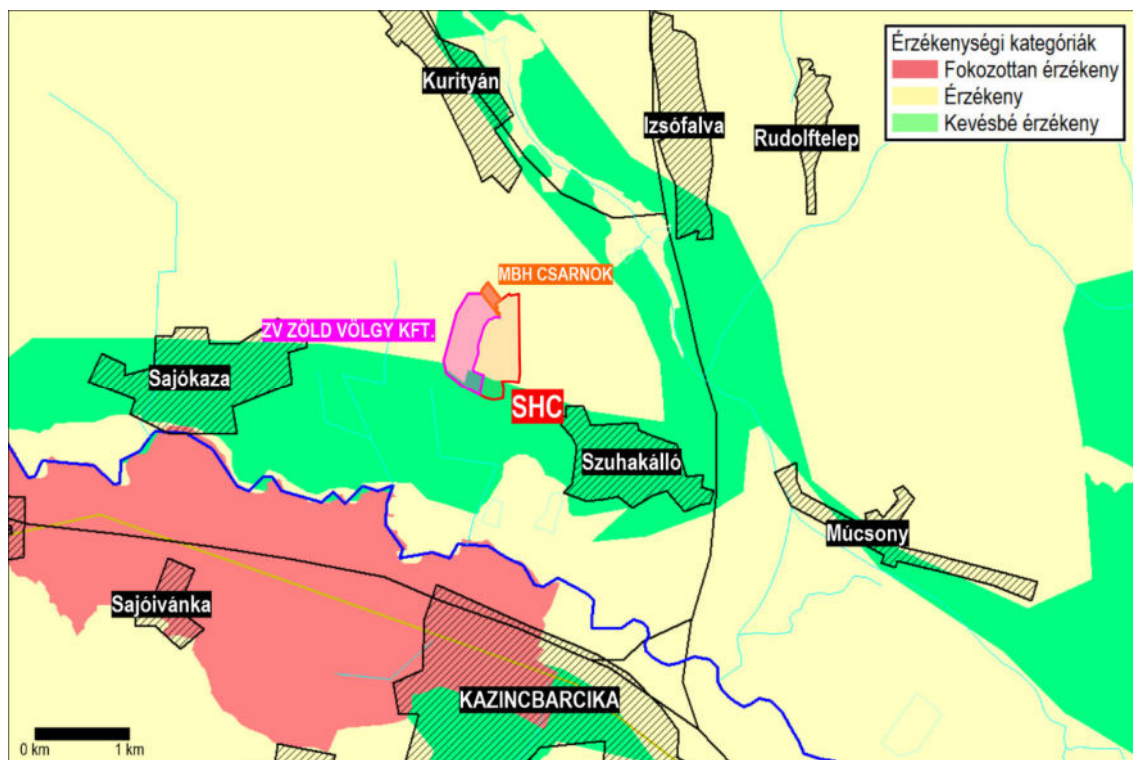 Érzékenységi kategóriák
Fokozottan érzékeny
Érzékeny
Kevésbé érzékeny
Kurityán
Izsófalva
Rudolftelep
MBH CSARNOK
ZV ZÖLD VÖLGY KFT.
Sajókaza
SHC
Szuhakálló
Múcsony
Sajóivánka
KAZINCBARCIKA
0 km 1 km